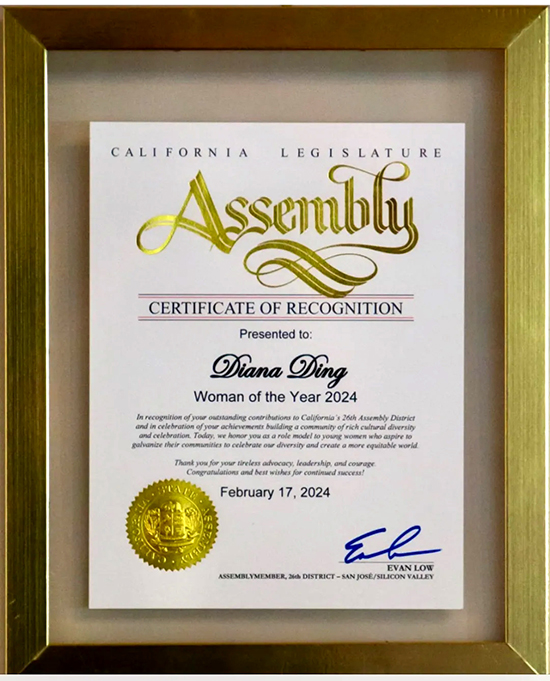 CALIFORNIA LEGISLATURE
Assembly
CERTIFICATE OF RECOGNITION
Presented to:
Diana Ding
Woman of the Year 2024
In recognition of your outstanding contributions to California's 26th Assembly District
and in celebration of your achievements building a community of rich cultural diversity
and celebration. Today, we honor you as a role model to young women who aspire to
galvanize their communities to celebrate our diversity and create a more equitable world.
Thank you for your tireless advocacy, leadership, and courage.
Congratulations and best wishes for continued success!
February 17, 2024
EVAN LOW
ASSEMBLYMEMBER, 26th DISTRICT – SAN JOSÉ/SILICON VALLEY